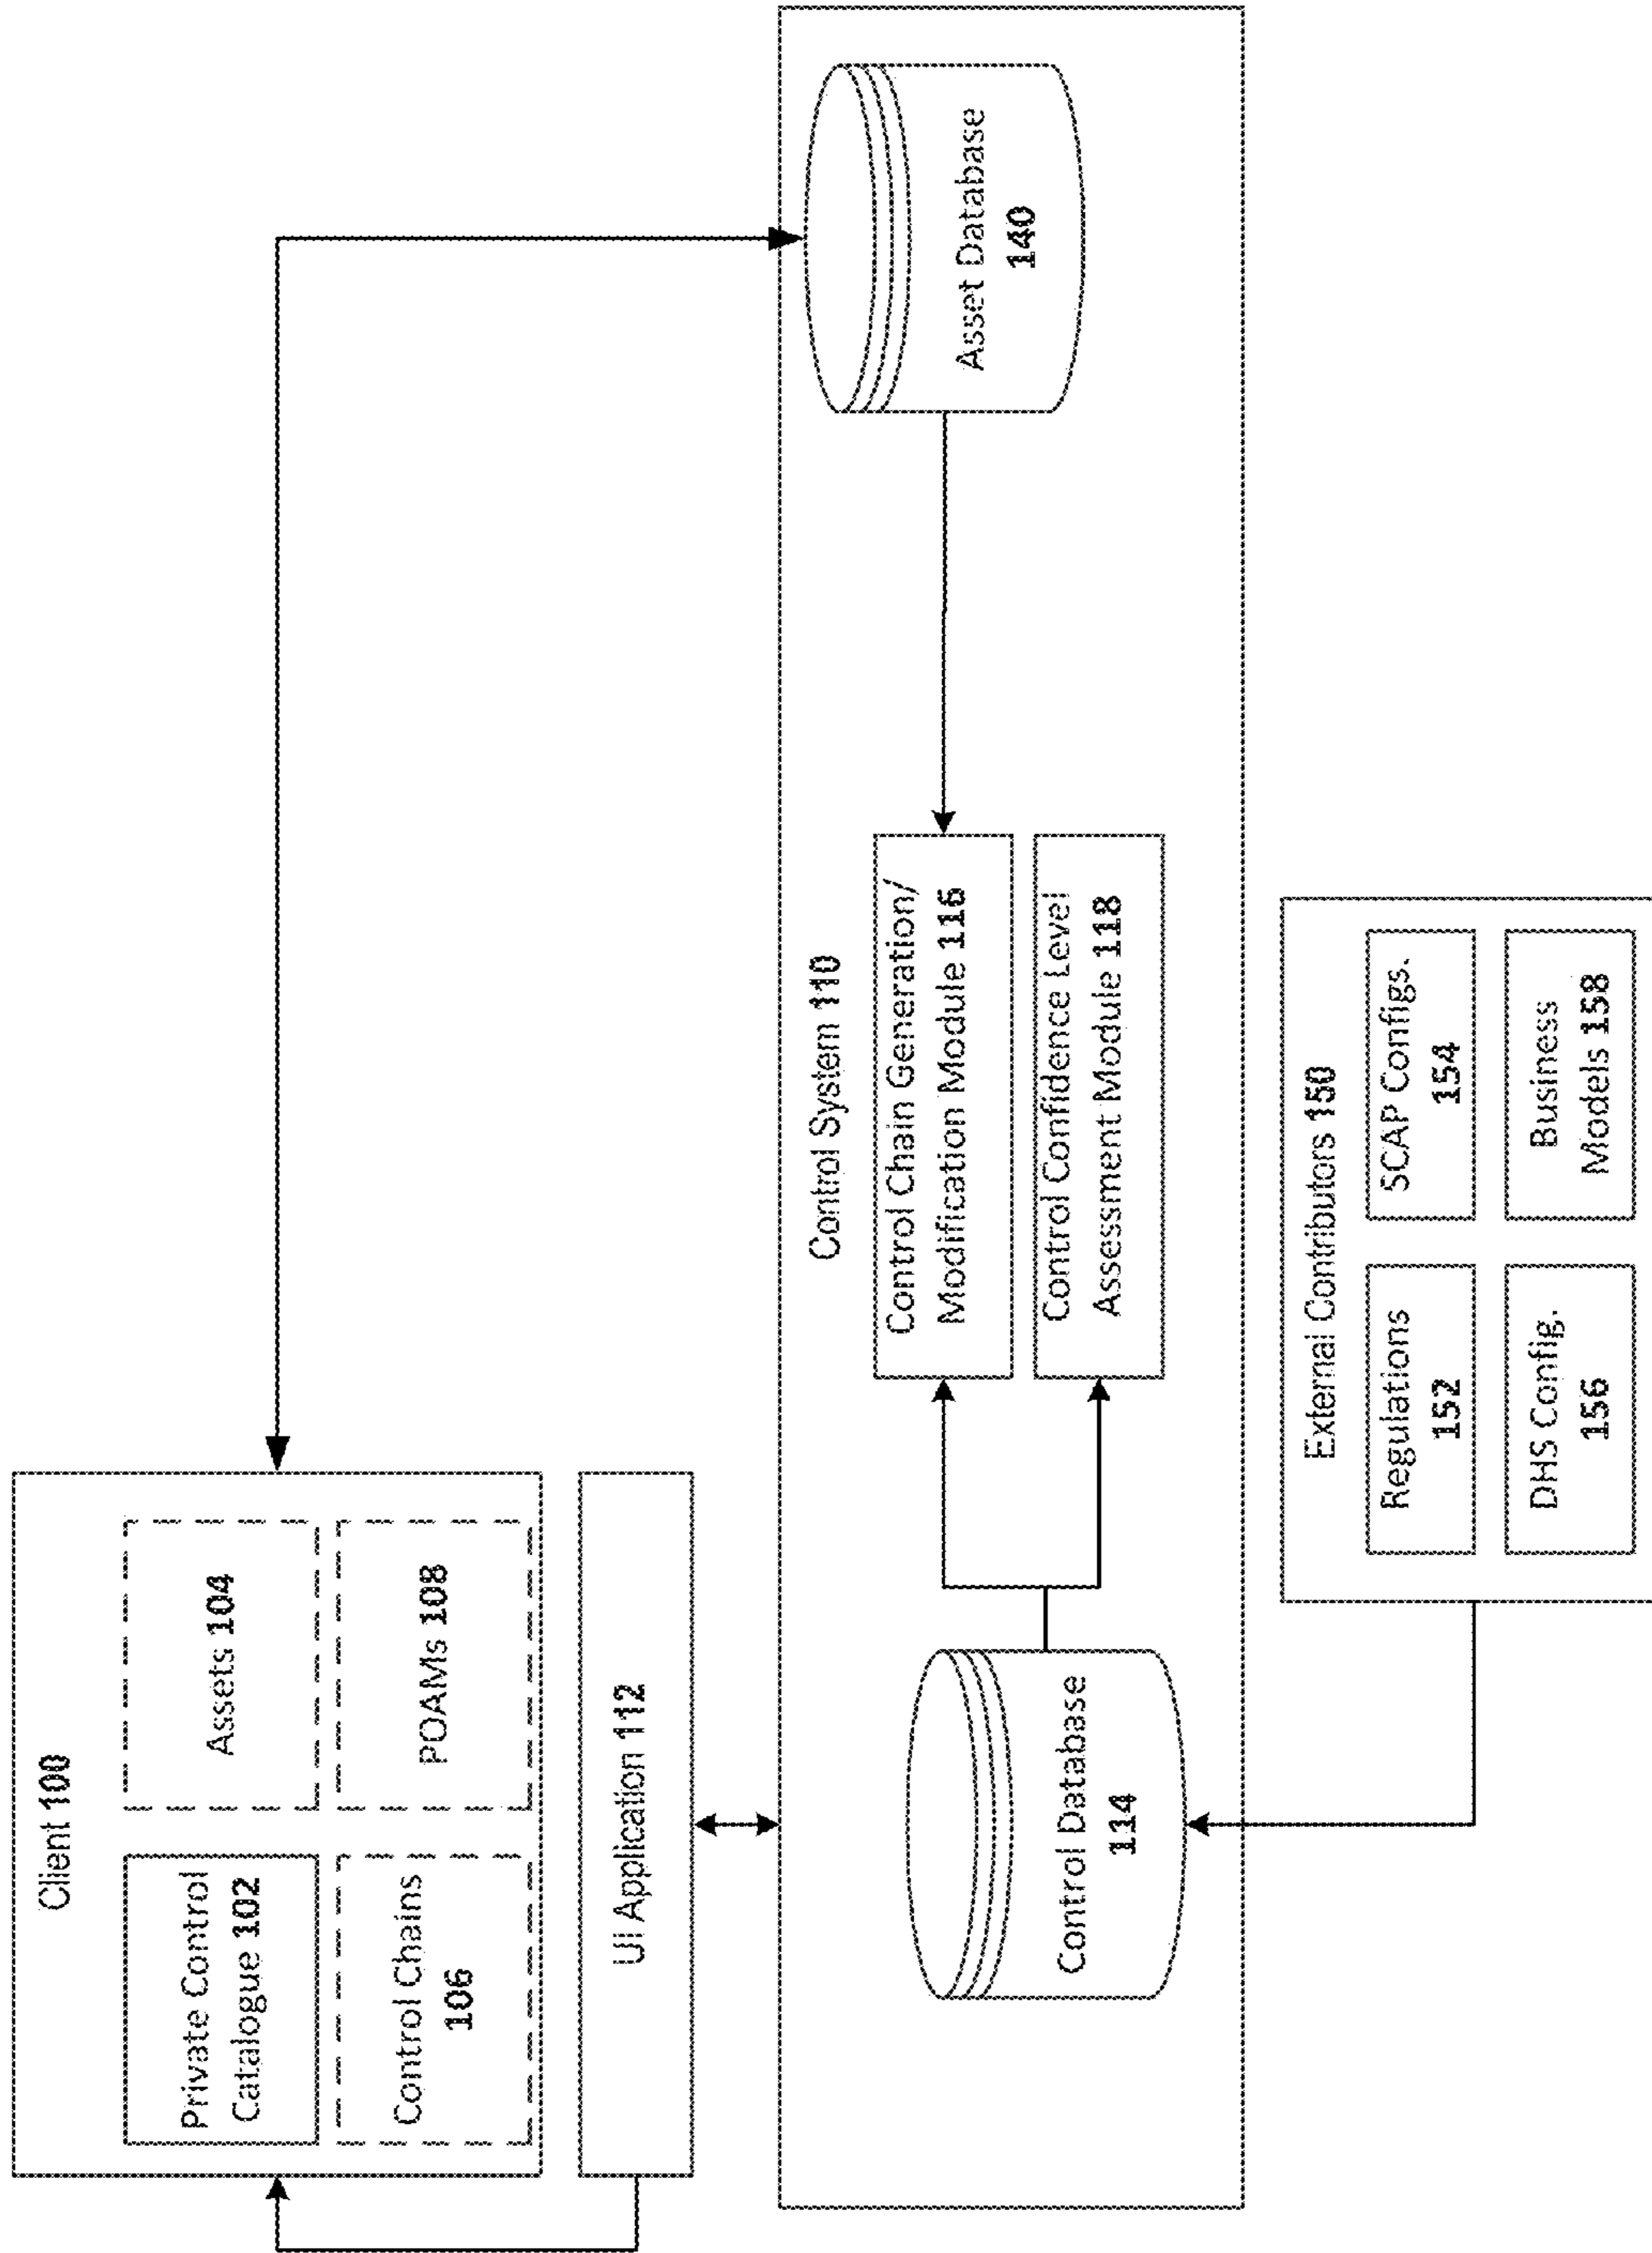 Client 100
Private Control
Catalogue 102
Assets 104
Control Chains
106
POAMs 108
UI Application 112
Control System 110
Control Database
114
Control Chain Generation/
Modification Module 116
Control Confidence Level
Assessment Module 118
Asset Database
140
External Contributors 150
Regulations
152
SCAP Configs.
154
DHS Config.
156
Business
Models 158